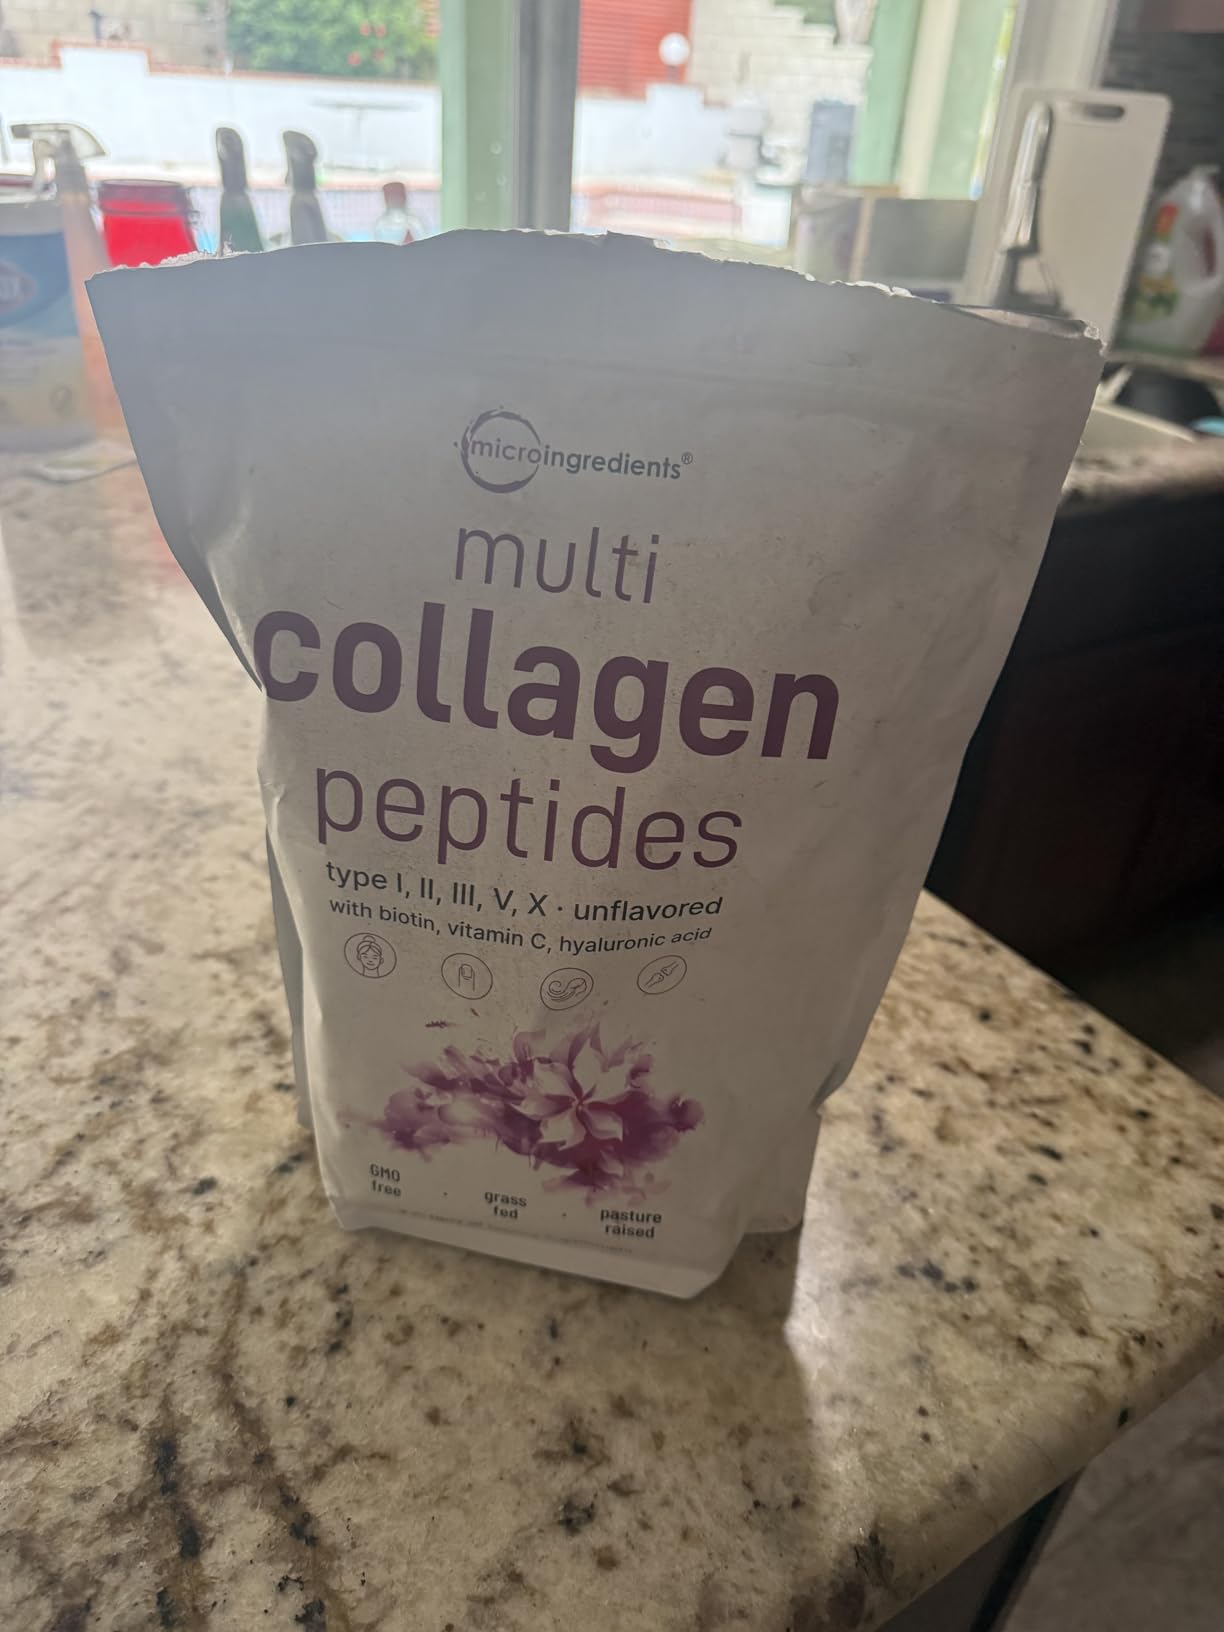 microingredients®
multi
collagen
peptides
type I, II, III, V, X · unflavored
with biotin, vitamin C, hyaluronic acid
GMO
free
·
grass
fed
·
pasture
raised